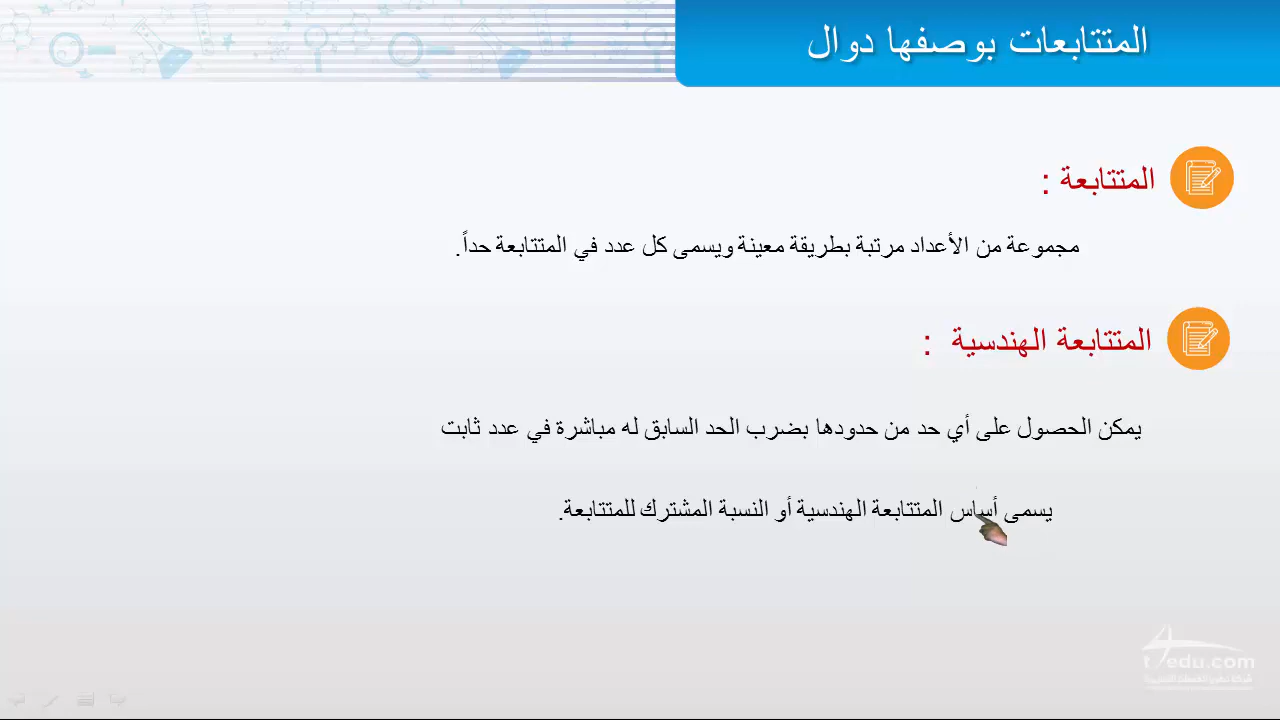 المتتابعات بوصفها دوال
المتتابعة :
مجموعة من الأعداد مرتبة بطريقة معينة ويسمى كل عدد في المتتابعة حداً.
المتتابعة الهندسية :
يمكن الحصول على أي حد من حدودها بضرب الحد السابق له مباشرة في عدد ثابت
يسمى أساس المتتابعة الهندسية أو النسبة المشترك للمتتابعة.
t4edu.com